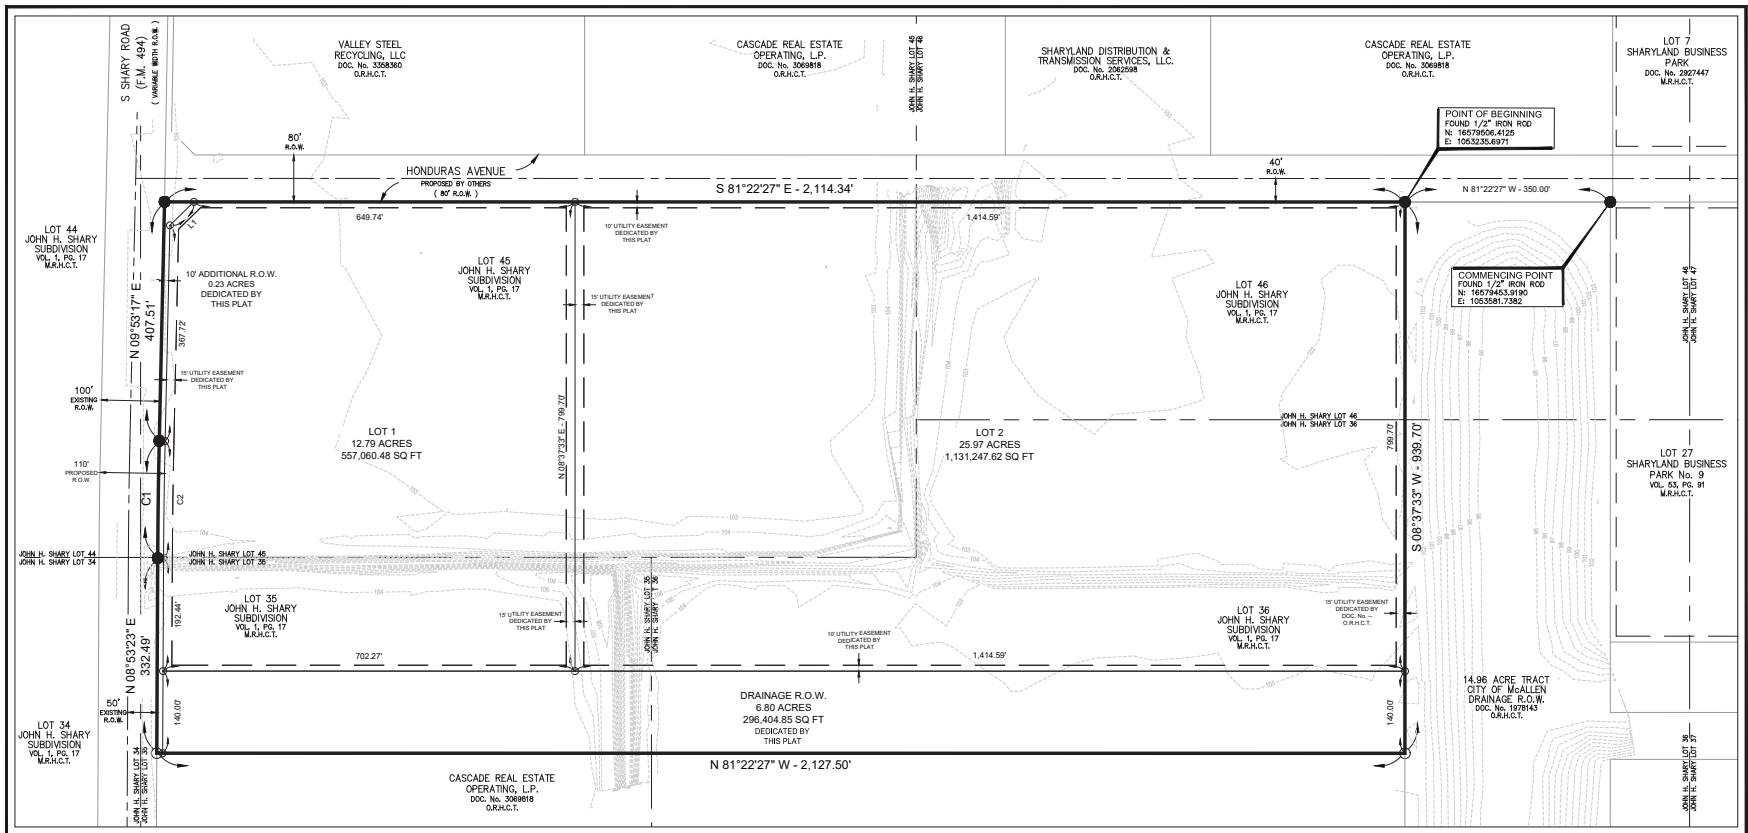 S SHARY ROAD
(F.M. 494)
( VARIABLE WIDTH R.O.W. )
VALLEY STEEL
RECYCLING, LLC
DOC. No. 3358360
O.R.H.C.T.
CASCADE REAL ESTATE
OPERATING, L.P.
DOC. No. 3069818
O.R.H.C.T.
JOHN H. SHARY LOT 45
JOHN H. SHARY LOT 46
SHARYLAND DISTRIBUTION &
TRANSMISSION SERVICES, LLC.
DOC. No. 2062598
O.R.H.C.T.
CASCADE REAL ESTATE
OPERATING, L.P.
DOC. No. 3069818
O.R.H.C.T.
LOT 7
SHARYLAND BUSINESS
PARK
DOC. No. 2927447
M.R.H.C.T.
POINT OF BEGINNING
FOUND 1/2" IRON ROD
N: 16579506.4125
E: 1053235.6971
80'
R.O.W.
HONDURAS AVENUE
PROPOSED BY OTHERS
( 80' R.O.W. )
S 81°22'27" E - 2,114.34'
40'
R.O.W.
N 81°22'27" W - 350.00'
L1
649.74'
1,414.59'
10' UTILITY EASEMENT
DEDICATED BY
THIS PLAT
LOT 44
JOHN H. SHARY
SUBDIVISION
VOL. 1, PG. 17
M.R.H.C.T.
N 09°53'17" E
407.51'
10' ADDITIONAL R.O.W.
0.23 ACRES
DEDICATED BY
THIS PLAT
367.72'
LOT 45
JOHN H. SHARY
SUBDIVISION
VOL. 1, PG. 17
M.R.H.C.T.
15' UTILITY EASEMENT
DEDICATED BY
THIS PLAT
LOT 46
JOHN H. SHARY
SUBDIVISION
VOL. 1, PG. 17
M.R.H.C.T.
COMMENCING POINT
FOUND 1/2" IRON ROD
N: 16579453.9190
E: 1053581.7382
JOHN H. SHARY LOT 46
JOHN H. SHARY LOT 47
15' UTILITY EASEMENT
DEDICATED BY
THIS PLAT
100'
EXISTING
R.O.W.
LOT 1
12.79 ACRES
557,060.48 SQ FT
N 08°37'33" E - 799.70'
LOT 2
25.97 ACRES
1,131,247.62 SQ FT
JOHN H. SHARY LOT 46
JOHN H. SHARY LOT 36
799.70'
S 08°37'33" W - 939.70'
LOT 27
SHARYLAND BUSINESS
PARK No. 9
VOL. 53, PG. 91
M.R.H.C.T.
110'
PROPOSED
R.O.W.
C1
C2
103
104
JOHN H. SHARY LOT 44
JOHN H. SHARY LOT 34
JOHN H. SHARY LOT 45
JOHN H. SHARY LOT 35
JOHN H. SHARY LOT 35
JOHN H. SHARY LOT 36
LOT 35
JOHN H. SHARY
SUBDIVISION
VOL. 1, PG. 17
M.R.H.C.T.
192.44'
N 08°53'23" E
332.49'
15' UTILITY EASEMENT
DEDICATED BY
THIS PLAT
10' UTILITY EASEMENT
DEDICATED BY
THIS PLAT
LOT 36
JOHN H. SHARY
SUBDIVISION
VOL. 1, PG. 17
M.R.H.C.T.
15' UTILITY EASEMENT
DEDICATED BY
DOC. No. --
O.R.H.C.T.
702.27'
1,414.59'
50'
EXISTING
R.O.W.
140.00'
DRAINAGE R.O.W.
6.80 ACRES
296,404.85 SQ FT
DEDICATED BY
THIS PLAT
140.00'
14.96 ACRE TRACT
CITY OF McALLEN
DRAINAGE R.O.W.
DOC. No. 1978143
O.R.H.C.T.
LOT 34
JOHN H. SHARY
SUBDIVISION
VOL. 1, PG. 17
M.R.H.C.T.
JOHN H. SHARY LOT 34
JOHN H. SHARY LOT 35
N 81°22'27" W - 2,127.50'
CASCADE REAL ESTATE
OPERATING, L.P.
DOC. No. 3069818
O.R.H.C.T.
JOHN H. SHARY LOT 36
JOHN H. SHARY LOT 37